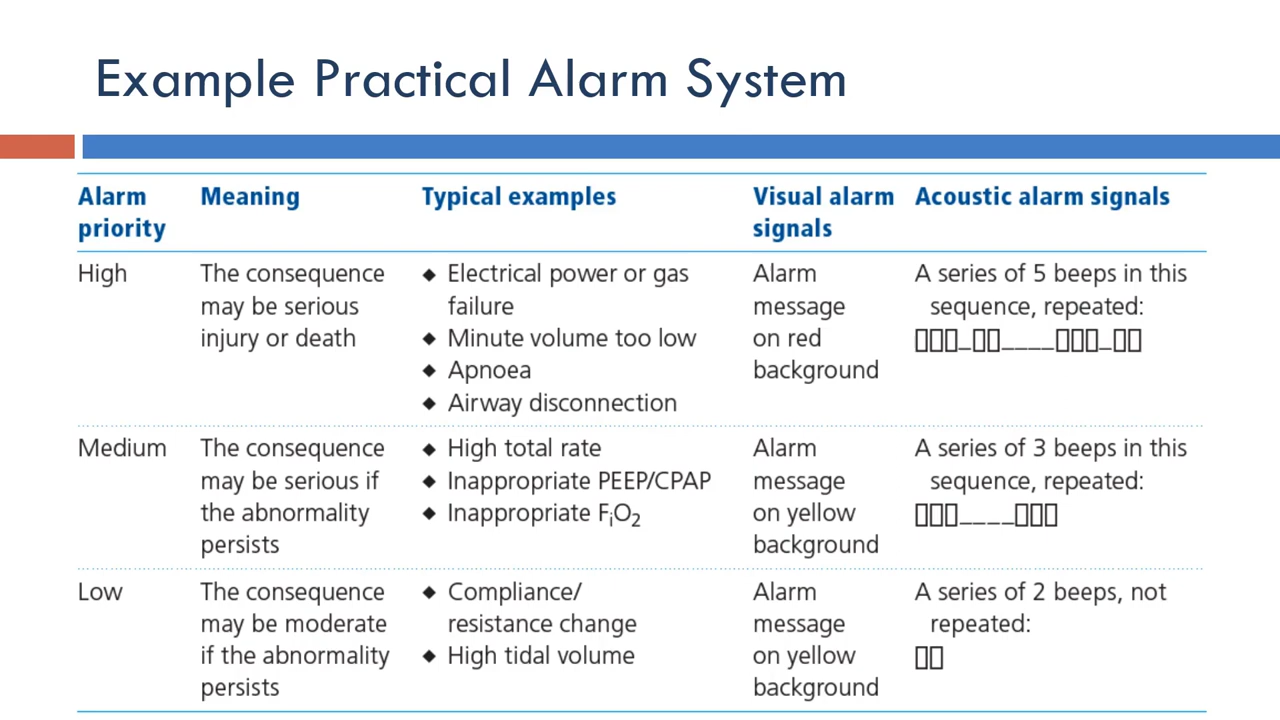 Example Practical Alarm System
Alarm priority Meaning Typical examples Visual alarm signals Acoustic alarm signals
High
The consequence
may be serious
injury or death
◆ Electrical power or gas
failure
◆ Minute volume too low
◆ Apnoea
◆ Airway disconnection
Alarm
message
on red
background
A series of 5 beeps in this
sequence, repeated:
▯▯▯_▯▯____▯▯▯_▯▯
Medium
The consequence
may be serious if
the abnormality
persists
◆ High total rate
◆ Inappropriate PEEP/CPAP
◆ Inappropriate FiO2
Alarm
message
on yellow
background
A series of 3 beeps in this
sequence, repeated:
▯▯▯____▯▯▯
Low
The consequence
may be moderate
if the abnormality
persists
◆ Compliance/
resistance change
◆ High tidal volume
Alarm
message
on yellow
background
A series of 2 beeps, not
repeated:
▯▯